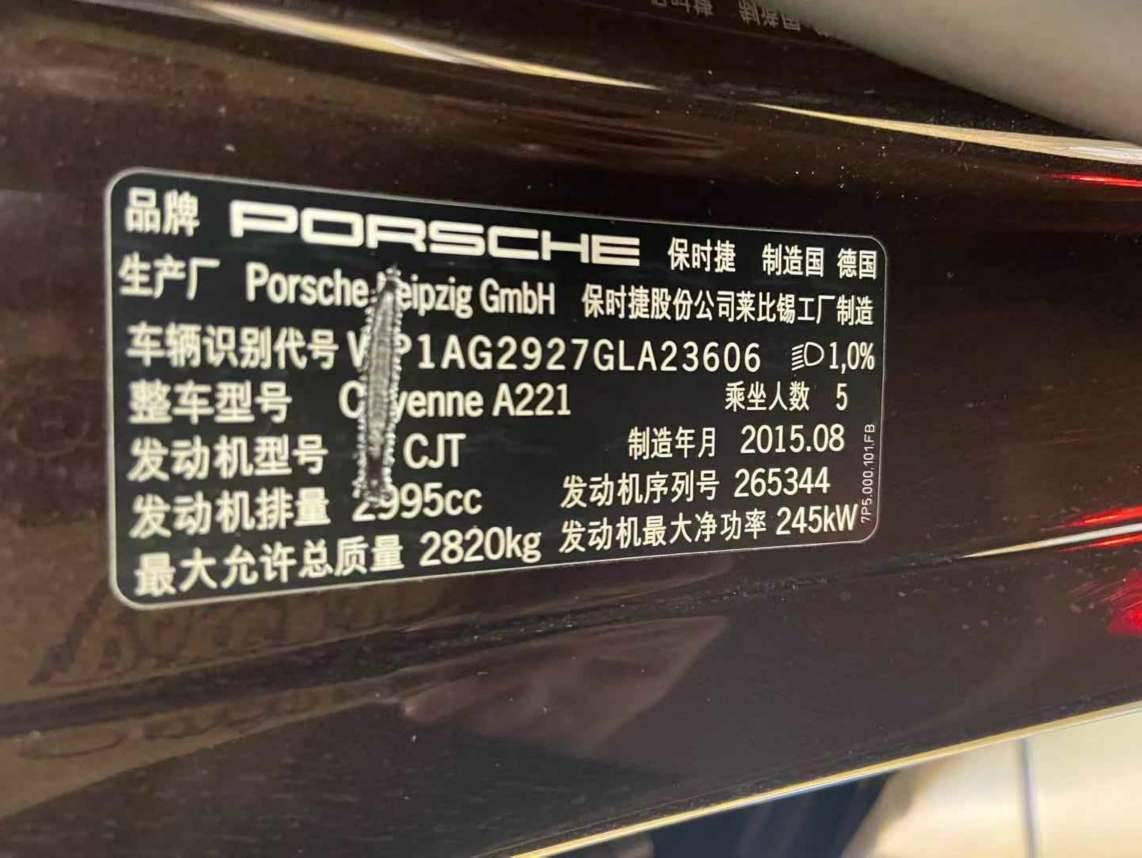 品牌 PORSCHE 保时捷 制造国 德国
生产厂 Porsche Leipzig GmbH 保时捷股份公司莱比锡工厂制造
车辆识别代号 WP1AG2927GLA23606 1,0%
整车型号 Cayenne A221 乘坐人数 5
发动机型号 CJT 制造年月 2015.08
发动机排量 2995cc 发动机序列号 265344
最大允许总质量 2820kg 发动机最大净功率 245kW
7P5.000.101.FB